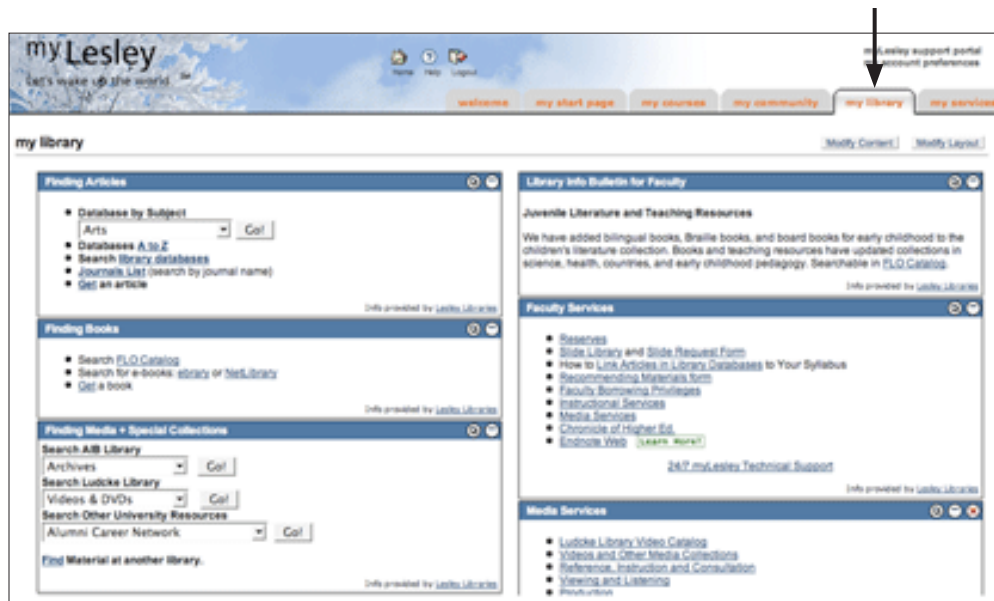 my Lesley
Let's wake up the world.
Home Help Logout
myLesley support portal
my account preferences
welcome my start page my courses my community my library my services
my library
Modify Content Modify Layout
Finding Articles
Database by Subject
Arts Go!
Databases A to Z
Search library databases
Journals List (search by journal name)
Get an article
Info provided by Lesley Libraries
Finding Books
Search FLO Catalog
Search for e-books: ebrary or NetLibrary
Get a book
Info provided by Lesley Libraries
Finding Media + Special Collections
Search AIB Library
Archives Go!
Search Ludcke Library
Videos & DVDs Go!
Search Other University Resources
Alumni Career Network Go!
Find Material at another library.
Info provided by Lesley Libraries
Library Info Bulletin for Faculty
Juvenile Literature and Teaching Resources
We have added bilingual books, Braille books, and board books for early childhood to the
children's literature collection. Books and teaching resources have updated collections in
science, health, countries, and early childhood pedagogy. Searchable in FLO Catalog.
Info provided by Lesley Libraries
Faculty Services
Reserves
Slide Library and Slide Request Form
How to Link Articles in Library Databases to Your Syllabus
Recommending Materials form
Faculty Borrowing Privileges
Instructional Services
Media Services
Chronicle of Higher Ed.
Endnote Web Learn More!
24/7 myLesley Technical Support
Info provided by Lesley Libraries
Media Services
Ludcke Library Video Catalog
Videos and Other Media Collections
Reference, Instruction and Consultation
Viewing and Listening
Production